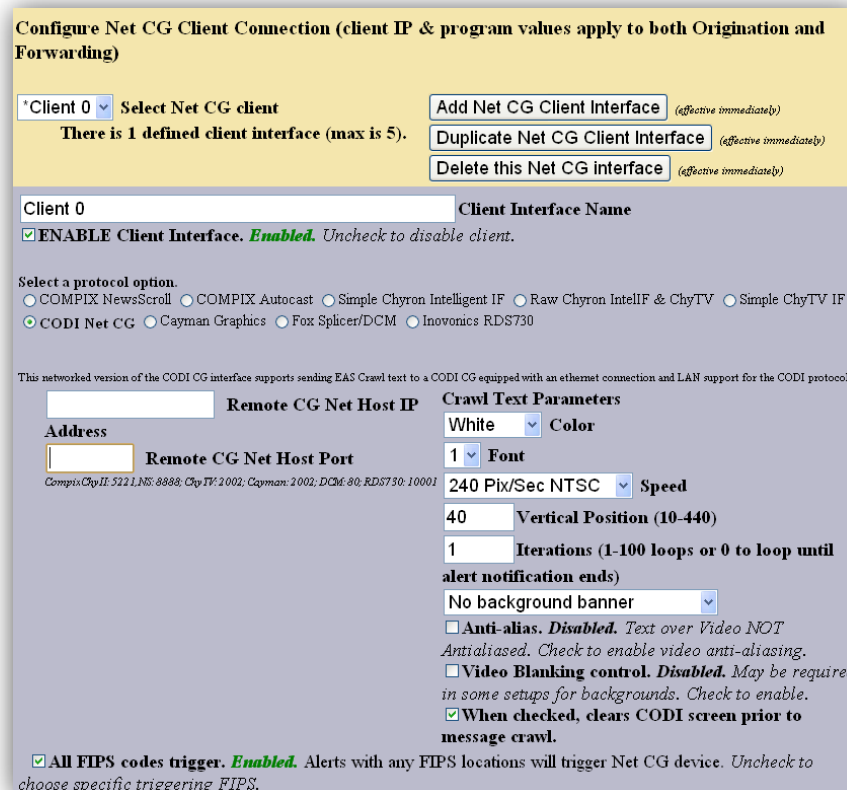 Configure Net CG Client Connection (client IP & program values apply to both Origination and
Forwarding)
*Client 0 Select Net CG client
There is 1 defined client interface (max is 5).
Add Net CG Client Interface (effective immediately)
Duplicate Net CG Client Interface (effective immediately)
Delete this Net CG interface (effective immediately)
Client 0 Client Interface Name
ENABLE Client Interface. Enabled. Uncheck to disable client.
Select a protocol option.
COMPIX NewsScroll COMPIX Autocast Simple Chyron Intelligent IF Raw Chyron IntelIF & ChyTV Simple ChyTV IF
CODI Net CG Cayman Graphics Fox Splicer/DCM Inovonics RDS730
This networked version of the CODI CG interface supports sending EAS Crawl text to a CODI CG equipped with an ethernet connection and LAN support for the CODI protocol
Remote CG Net Host IP
Address
Remote CG Net Host Port
CompixChyII: 5221,NS: 8888; ChyTV: 2002; Cayman: 2002; DCM: 80; RDS730: 10001
Crawl Text Parameters
White Color
1 Font
240 Pix/Sec NTSC Speed
40 Vertical Position (10-440)
1 Iterations (1-100 loops or 0 to loop until
alert notification ends)
No background banner
Anti-alias. Disabled. Text over Video NOT
Antialiased. Check to enable video anti-aliasing.
Video Blanking control. Disabled. May be require
in some setups for backgrounds. Check to enable.
When checked, clears CODI screen prior to
message crawl.
All FIPS codes trigger. Enabled. Alerts with any FIPS locations will trigger Net CG device. Uncheck to
choose specific triggering FIPS.